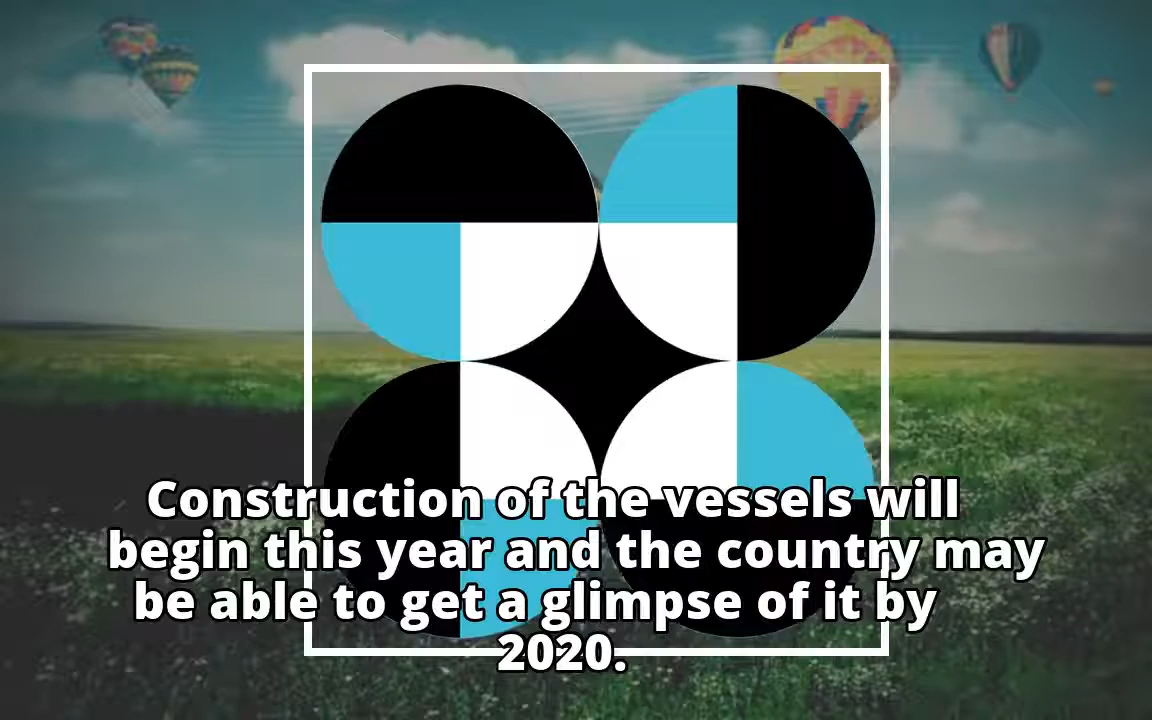 Construction of the vessels will
begin this year and the country may
be able to get a glimpse of it by
2020.